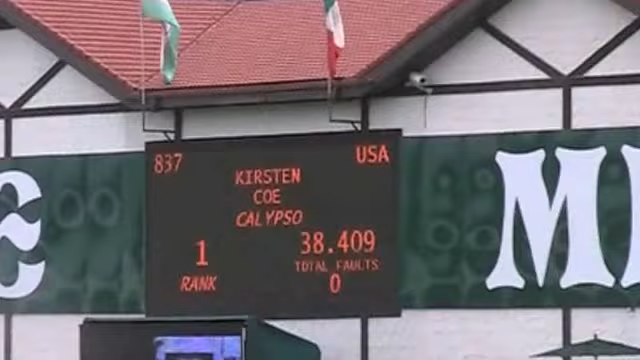 837 USA
KIRSTEN
COE
CALYPSO
1 38.409
RANK TOTAL FAULTS
0